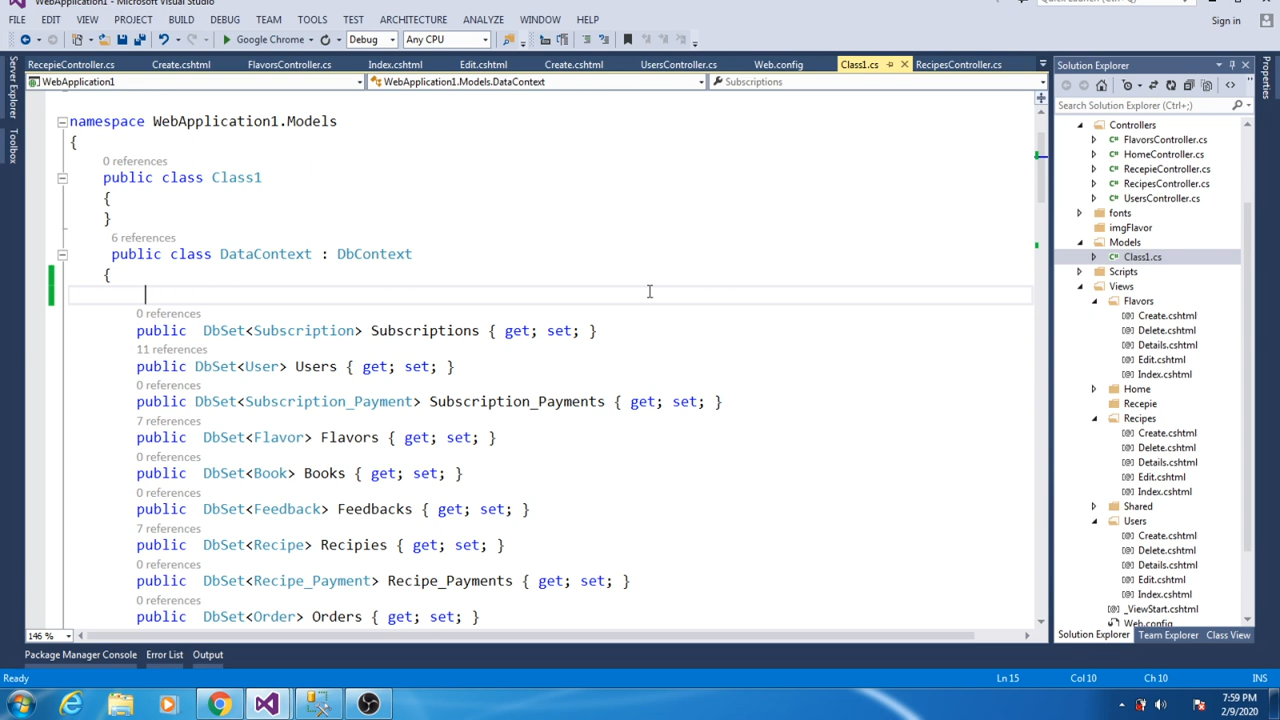 WebApplication1 - Microsoft Visual Studio
Quick Launch (Ctrl+Q)
FILE EDIT VIEW PROJECT BUILD DEBUG TEAM TOOLS TEST ARCHITECTURE ANALYZE WINDOW HELP Sign in
Google Chrome Debug Any CPU
RecepieController.cs Create.cshtml FlavorsController.cs Index.cshtml Edit.cshtml Create.cshtml UsersController.cs Web.config Class1.cs RecipesController.cs
WebApplication1 WebApplication1.Models.DataContext Subscriptions
Server Explorer
Toolbox
namespace WebApplication1.Models
{
0 references
public class Class1
{
}
6 references
public class DataContext : DbContext
{
0 references
public DbSet<Subscription> Subscriptions { get; set; }
11 references
public DbSet<User> Users { get; set; }
0 references
public DbSet<Subscription_Payment> Subscription_Payments { get; set; }
7 references
public DbSet<Flavor> Flavors { get; set; }
0 references
public DbSet<Book> Books { get; set; }
0 references
public DbSet<Feedback> Feedbacks { get; set; }
7 references
public DbSet<Recipe> Recipies { get; set; }
0 references
public DbSet<Recipe_Payment> Recipe_Payments { get; set; }
0 references
public DbSet<Order> Orders { get; set; }
146 %
Solution Explorer
Search Solution Explorer (Ctrl+;)
Controllers
FlavorsController.cs
HomeController.cs
RecepieController.cs
RecipesController.cs
UsersController.cs
fonts
imgFlavor
Models
Class1.cs
Scripts
Views
Flavors
Create.cshtml
Delete.cshtml
Details.cshtml
Edit.cshtml
Index.cshtml
Home
Recepie
Recipes
Create.cshtml
Delete.cshtml
Details.cshtml
Edit.cshtml
Index.cshtml
Shared
Users
Create.cshtml
Delete.cshtml
Details.cshtml
Edit.cshtml
Index.cshtml
_ViewStart.cshtml
Web.config
Solution Explorer Team Explorer Class View
Properties
Package Manager Console Error List Output
Ready Ln 15 Col 10 Ch 10 INS
7:59 PM
2/9/2020